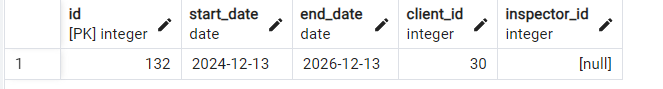 id start_date end_date client_id inspector_id
[PK] integer date date integer integer
1 132 2024-12-13 2026-12-13 30 [null]